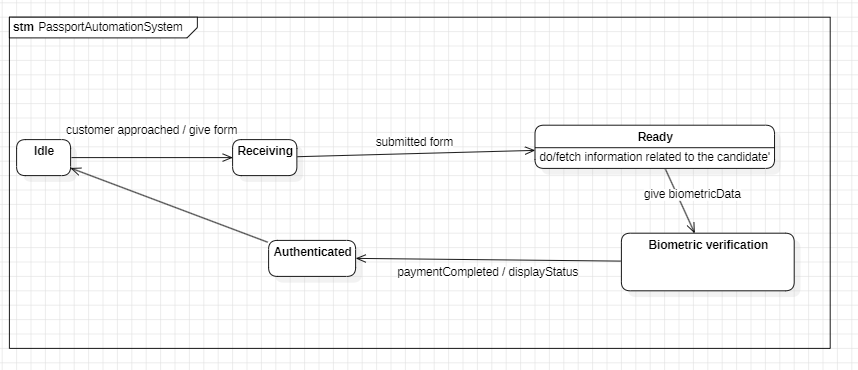 stm PassportAutomationSystem
customer approached / give form
Idle
Receiving
submitted form
Ready
do/fetch information related to the candidate'
give biometricData
Authenticated
Biometric verification
paymentCompleted / displayStatus